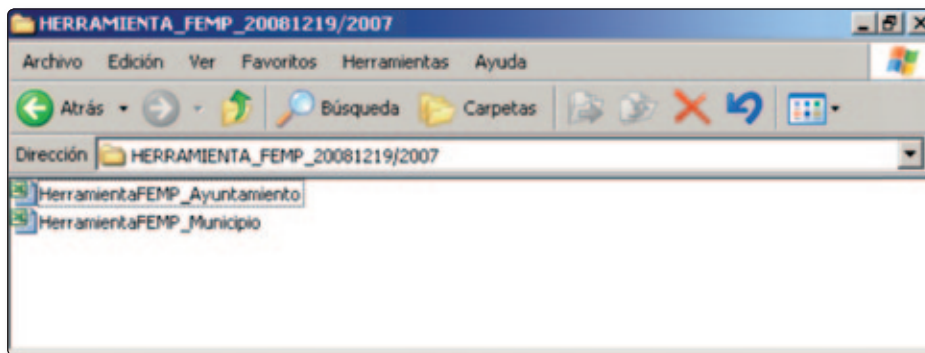 HERRAMIENTA_FEMP_20081219/2007
Archivo Edición Ver Favoritos Herramientas Ayuda
Atrás Búsqueda Carpetas
Dirección HERRAMIENTA_FEMP_20081219/2007
HerramientaFEMP_Ayuntamiento
HerramientaFEMP_Municipio